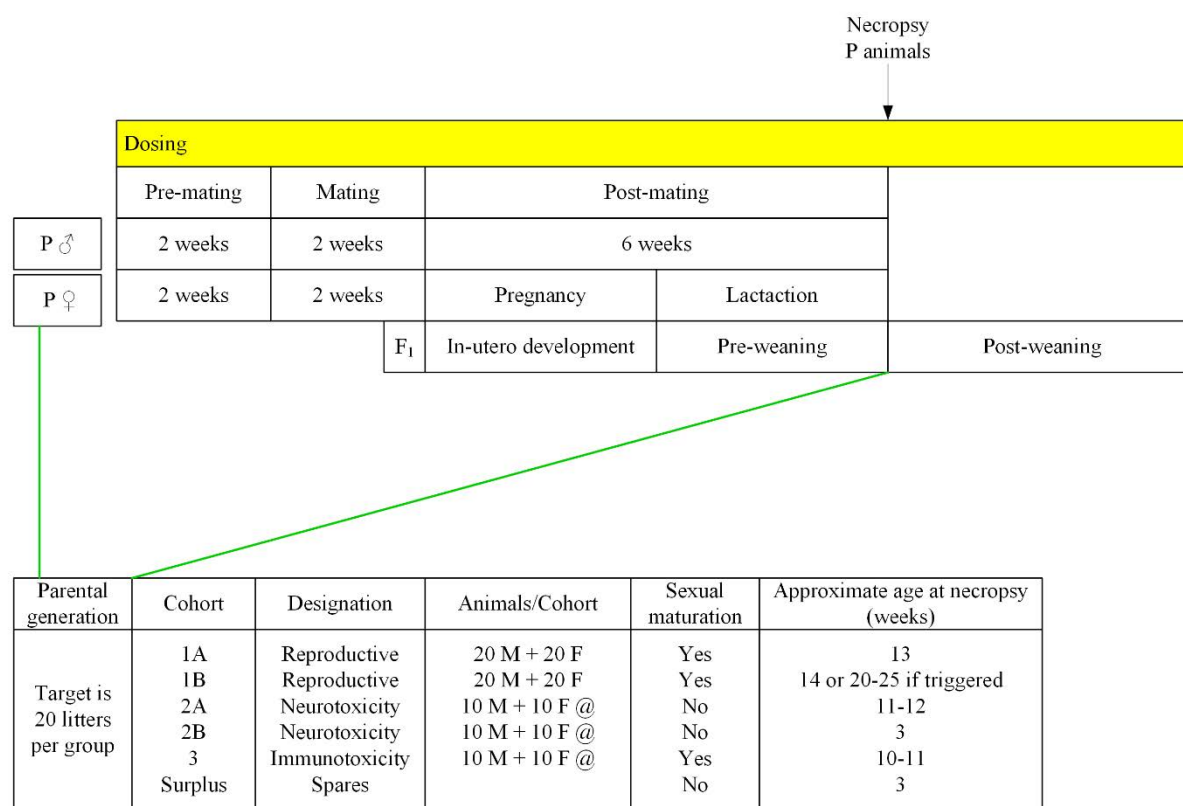 Necropsy
P animals
Dosing
Pre-mating Mating Post-mating
P ♂ 2 weeks 2 weeks 6 weeks
P ♀ 2 weeks 2 weeks Pregnancy Lactaction
F1 In-utero development Pre-weaning Post-weaning
Parental generation Cohort Designation Animals/Cohort Sexual maturation Approximate age at necropsy (weeks)
Target is
20 litters
per group
1A Reproductive 20 M + 20 F Yes 13
1B Reproductive 20 M + 20 F Yes 14 or 20-25 if triggered
2A Neurotoxicity 10 M + 10 F @ No 11-12
2B Neurotoxicity 10 M + 10 F @ No 3
3 Immunotoxicity 10 M + 10 F @ Yes 10-11
Surplus Spares No 3